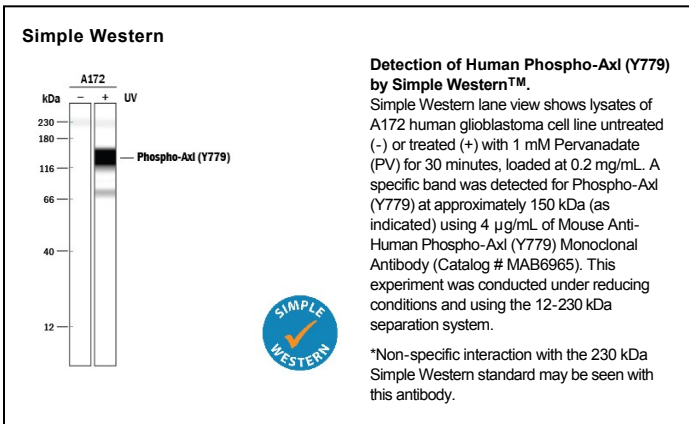 Simple Western
A172
kDa – + UV
230
180
Phospho-Axl (Y779)
116
66
40
12
SIMPLE
WESTERN
Detection of Human Phospho-Axl (Y779)
by Simple Western™.
Simple Western lane view shows lysates of
A172 human glioblastoma cell line untreated
(-) or treated (+) with 1 mM Pervanadate
(PV) for 30 minutes, loaded at 0.2 mg/mL. A
specific band was detected for Phospho-Axl
(Y779) at approximately 150 kDa (as
indicated) using 4 µg/mL of Mouse Anti-
Human Phospho-Axl (Y779) Monoclonal
Antibody (Catalog # MAB6965). This
experiment was conducted under reducing
conditions and using the 12-230 kDa
separation system.
*Non-specific interaction with the 230 kDa
Simple Western standard may be seen with
this antibody.